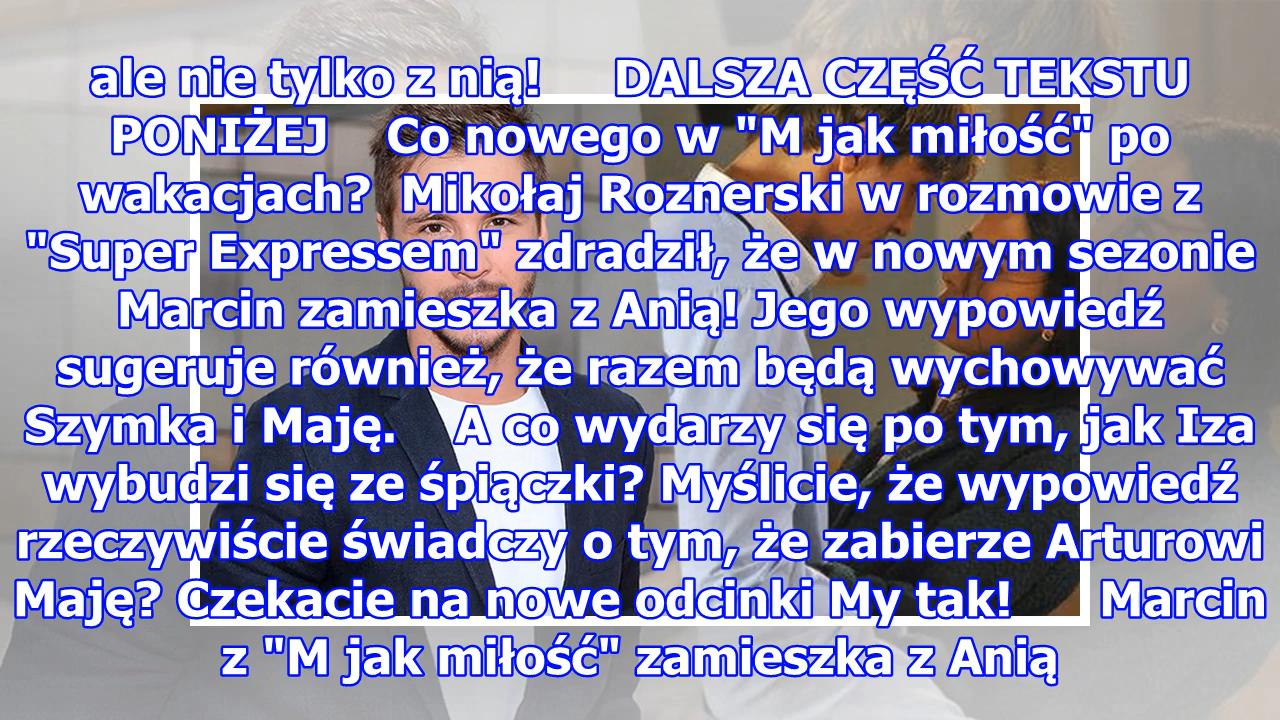 ale nie tylko z nią! DALSZA CZĘŚĆ TEKSTU
PONIŻEJ Co nowego w "M jak miłość" po
wakacjach? Mikołaj Roznerski w rozmowie z
"Super Expressem" zdradził, że w nowym sezonie
Marcin zamieszka z Anią! Jego wypowiedź
sugeruje również, że razem będą wychowywać
Szymka i Maję. A co wydarzy się po tym, jak Iza
wybudzi się ze śpiączki? Myślicie, że wypowiedź
rzeczywiście świadczy o tym, że zabierze Arturowi
Maję? Czekacie na nowe odcinki My tak! Marcin
z "M jak miłość" zamieszka z Anią